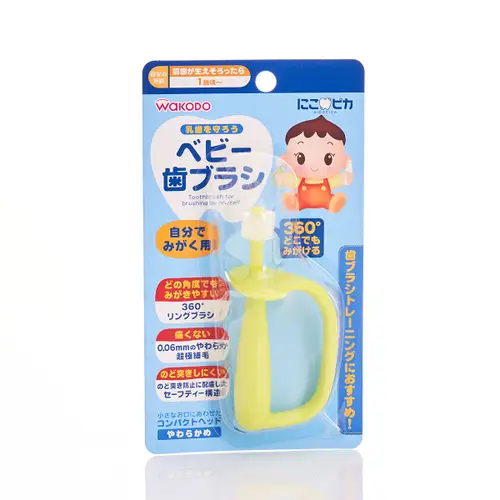 前歯が生えそろったら
1歳頃～
wakodo
にこピカ
NICOPICA
乳歯を守ろう
ベビー
歯ブラシ
Toothbrush for
brushing by oneself
自分で
みがく用
360°
どこでも
みがける
どの角度でも
みがきやすい
360°
リングブラシ
痛くない
0.06mmのやわらか
超極細毛
のど突きしにくい
のど突き防止に配慮した
セーフティー構造
小さなお口にあわせた
コンパクトヘッド
やわらかめ
歯ブラシトレーニングにおすすめ!